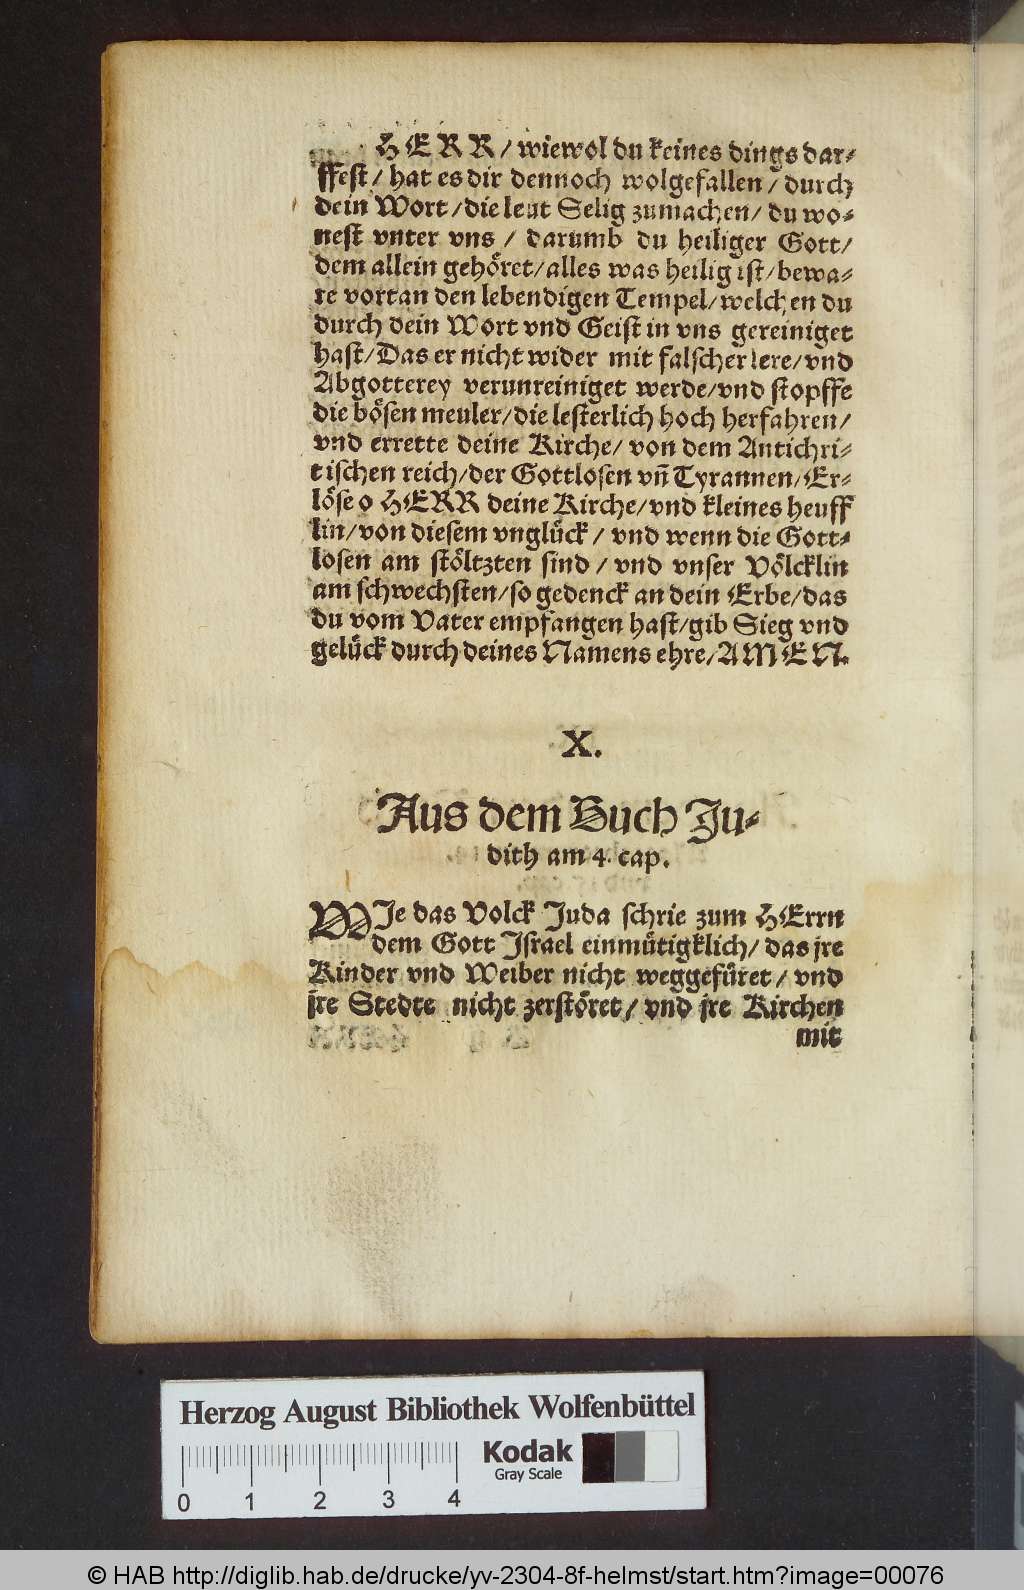 HERR / wiewol du keines dings dar-
ffest / hat es dir dennoch wolgefallen / durch
dein Wort / die leut Selig zumachen / du wo-
nest vnter vns / darumb du heiliger Gott /
dem allein gehöret / alles was heilig ist / bewa-
re vortan den lebendigen Tempel / welchen du
durch dein Wort vnd Geist in vns gereiniget
hast / Das er nicht wider mit falscher lere / vnd
Abgotterey verunreiniget werde / vnd stopffe
die bösen meuler / die lesterlich hoch herfahren /
vnd errette deine Kirche / von dem Antichri-
tischen reich / der Gottlosen vñ Tyrannen / Er-
löse o HERR deine Kirche / vnd kleines heuff
lin / von diesem vnglück / vnd wenn die Gott-
losen am stöltzten sind / vnd vnser Völcklin
am schwechsten / so gedenck an dein Erbe / das
du vom Vater empfangen hast / gib Sieg vnd
gelück durch deines Namens ehre / AMEN.
X.
Aus dem Buch Ju-
dith am 4. cap.
WJe das Volck Juda schrie zum HErrn
dem Gott Jsrael einmütigklich / das jre
Kinder vnd Weiber nicht weggefüret / vnd
jre Stedte nicht zerstöret / vnd jre Kirchen
mit
Herzog August Bibliothek Wolfenbüttel
Kodak
Gray Scale
0 1 2 3 4
© HAB http://diglib.hab.de/drucke/yv-2304-8f-helmst/start.htm?image=00076